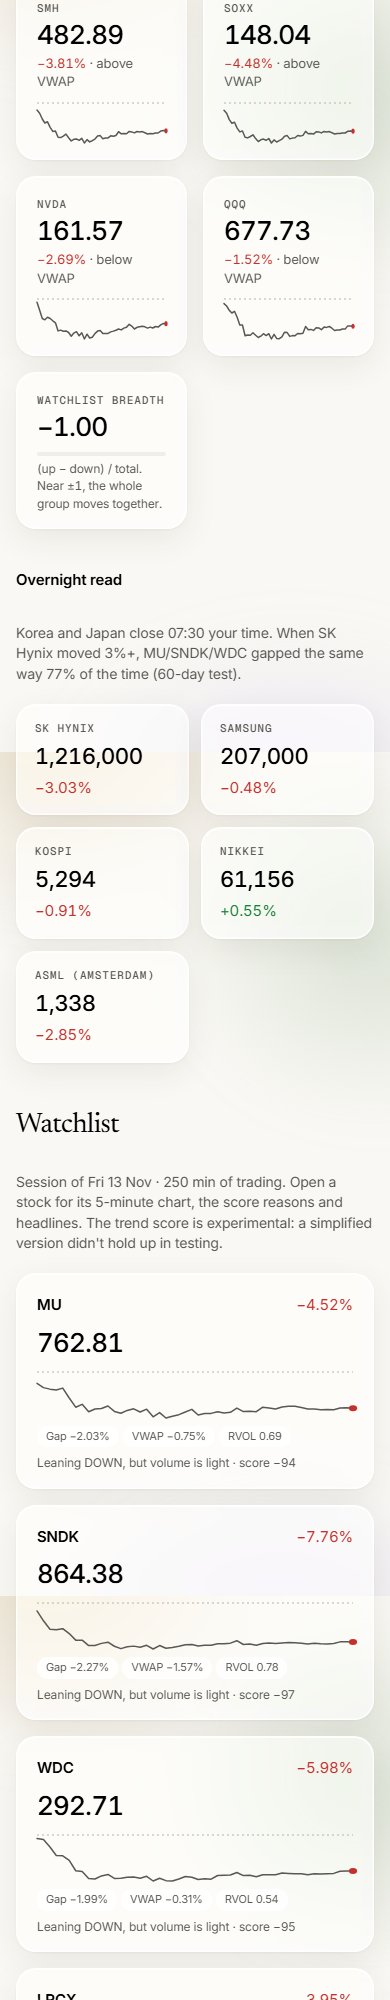 SMH
482.89
−3.81% · above
VWAP
SOXX
148.04
−4.48% · above
VWAP
NVDA
161.57
−2.69% · below
VWAP
QQQ
677.73
−1.52% · below
VWAP
WATCHLIST BREADTH
−1.00
(up − down) / total.
Near ±1, the whole
group moves together.
Overnight read
Korea and Japan close 07:30 your time. When SK
Hynix moved 3%+, MU/SNDK/WDC gapped the same
way 77% of the time (60-day test).
SK HYNIX
1,216,000
−3.03%
SAMSUNG
207,000
−0.48%
KOSPI
5,294
−0.91%
NIKKEI
61,156
+0.55%
ASML (AMSTERDAM)
1,338
−2.85%
Watchlist
Session of Fri 13 Nov · 250 min of trading. Open a
stock for its 5-minute chart, the score reasons and
headlines. The trend score is experimental: a simplified
version didn't hold up in testing.
MU −4.52%
762.81
Gap −2.03% VWAP −0.75% RVOL 0.69
Leaning DOWN, but volume is light · score −94
SNDK −7.76%
864.38
Gap −2.27% VWAP −1.57% RVOL 0.78
Leaning DOWN, but volume is light · score −97
WDC −5.98%
292.71
Gap −1.99% VWAP −0.31% RVOL 0.54
Leaning DOWN, but volume is light · score −95